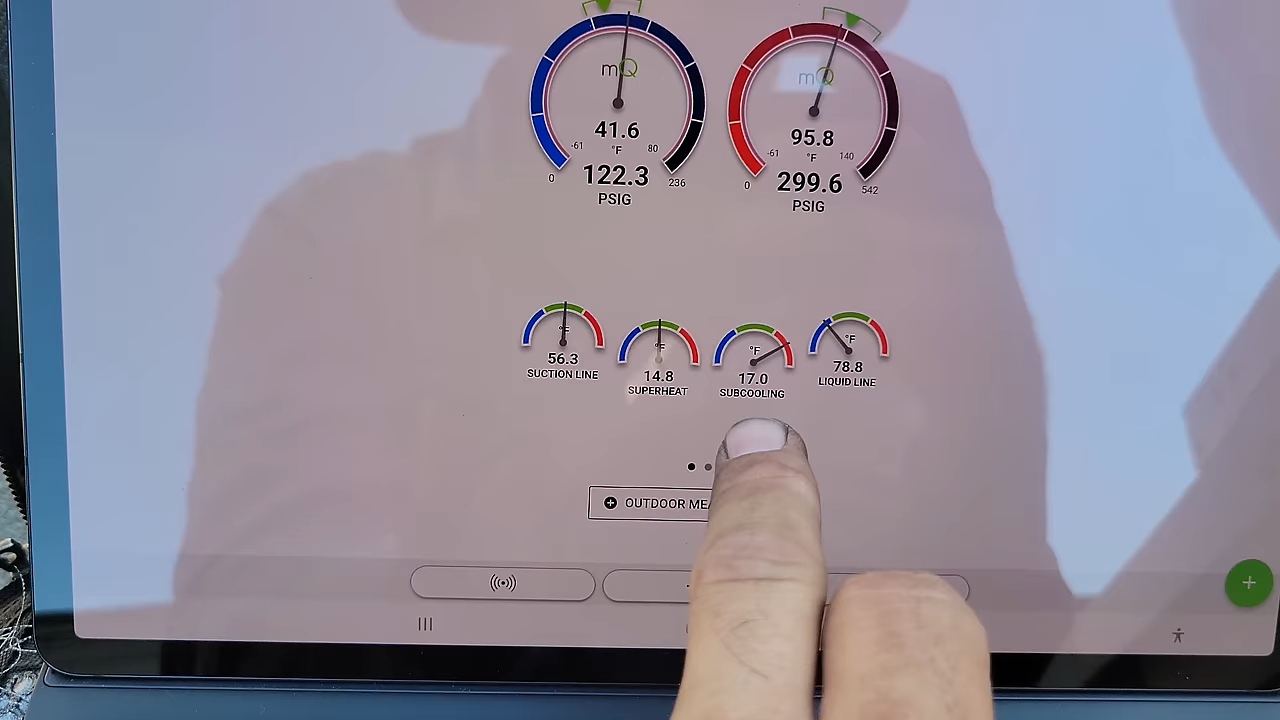 mQ
41.6
-61 °F 80
122.3
0 236
PSIG
mQ
95.8
-61 °F 140
299.6
0 542
PSIG
°F
56.3
SUCTION LINE
°F
14.8
SUPERHEAT
°F
17.0
SUBCOOLING
°F
78.8
LIQUID LINE
OUTDOOR MEA